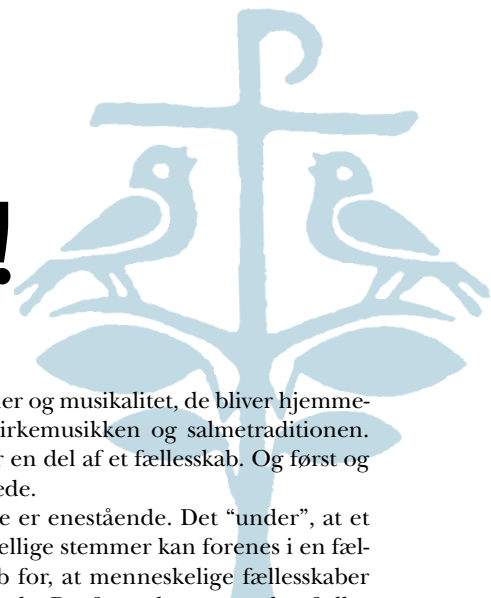 !
er og musikalitet, de bliver hjemme-
irkemusikken og salmetraditionen.
r en del af et fællesskab. Og først og
ede.
e er enestående. Det “under”, at et
ellige stemmer kan forenes i en fæl-
b for, at menneskelige fællesskaber